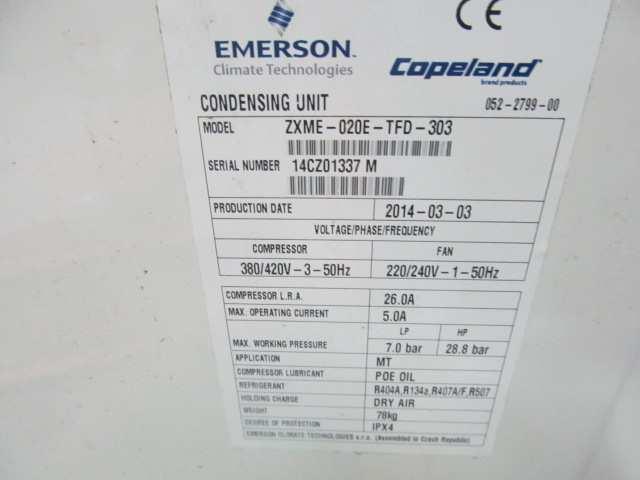 CE
EMERSON.
Climate Technologies
Copeland
brand products
CONDENSING UNIT 052-2799-00
MODEL ZXME-020E-TFD-303
SERIAL NUMBER 14CZ01337 M
PRODUCTION DATE 2014-03-03
VOLTAGE/PHASE/FREQUENCY
COMPRESSOR FAN
380/420V-3-50Hz 220/240V-1-50Hz
COMPRESSOR L.R.A. 26.0A
MAX. OPERATING CURRENT 5.0A
LP HP
MAX. WORKING PRESSURE 7.0 bar 28.8 bar
APPLICATION MT
COMPRESSOR LUBRICANT POE OIL
REFRIGERANT R404A,R134a,R407A/F,R507
HOLDING CHARGE DRY AIR
WEIGHT 78kg
DEGREE OF PROTECTION IPX4
EMERSON CLIMATE TECHNOLOGIES s.r.o. (Assembled in Czech Republic)